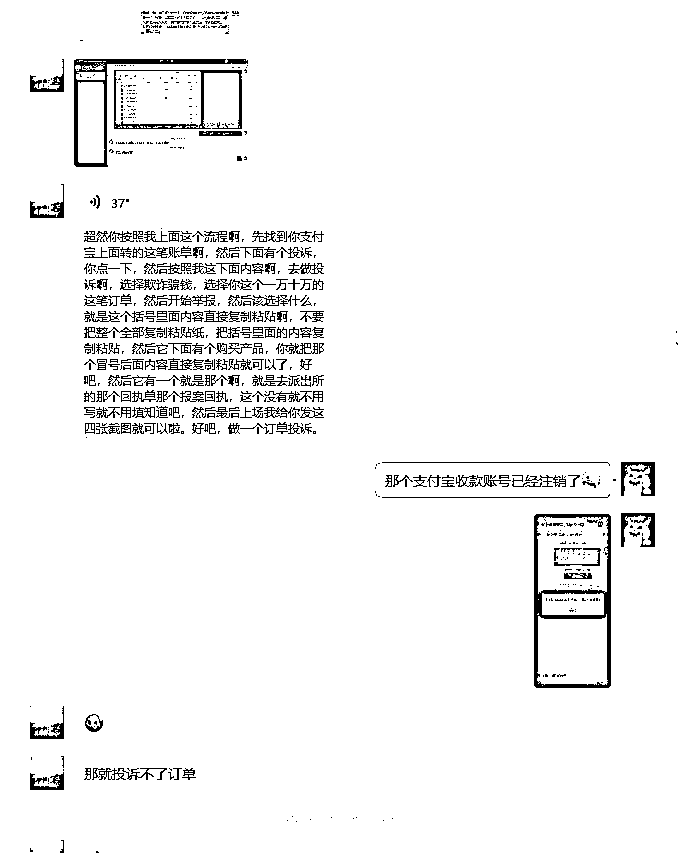 37"
超然你按照我上面这个流程啊，先找到你支付
宝上面转的这笔账单啊，然后下面有个投诉，
你点一下，然后按照我这下面内容啊，去做投
诉啊，选择欺诈骗钱，选择你这个一万十万的
这笔订单，然后开始举报，然后该选择什么，
就是这个括号里面内容直接复制粘贴啊，不要
把整个全部复制粘贴纸，把括号里面的内容复
制粘贴，然后它下面有个购买产品，你就把那
个冒号后面内容直接复制粘贴就可以了，好
吧，然后它有一个就是那个啊，就是去派出所
的那个回执单那个报案回执，这个没有就不用
写就不用填知道吧，然后最后上场我给你发这
四张截图就可以啦。好吧，做一个订单投诉。
那个支付宝收款账号已经注销了
那就投诉不了订单